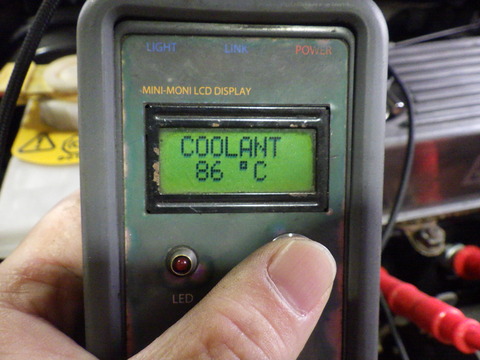 LIGHT LINK POWER
MINI-MONI LCD DISPLAY
COOLANT
86 °C
LED